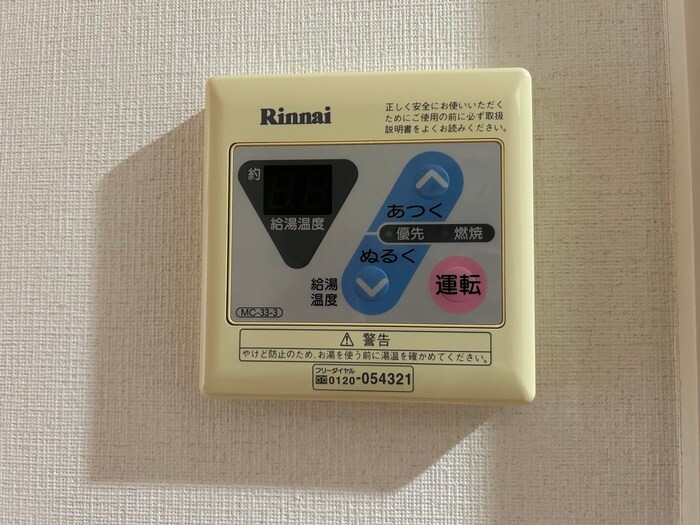 Rinnai
正しく安全にお使いいただく
ためにご使用の前に必ず取扱
説明書をよくお読みください。
約
給湯温度
あつく
優先 燃焼
ぬるく
給湯
温度
運転
MC-33-3
警告
やけど防止のため、お湯を使う前に湯温を確かめてください。
フリーダイヤル
0120-054321